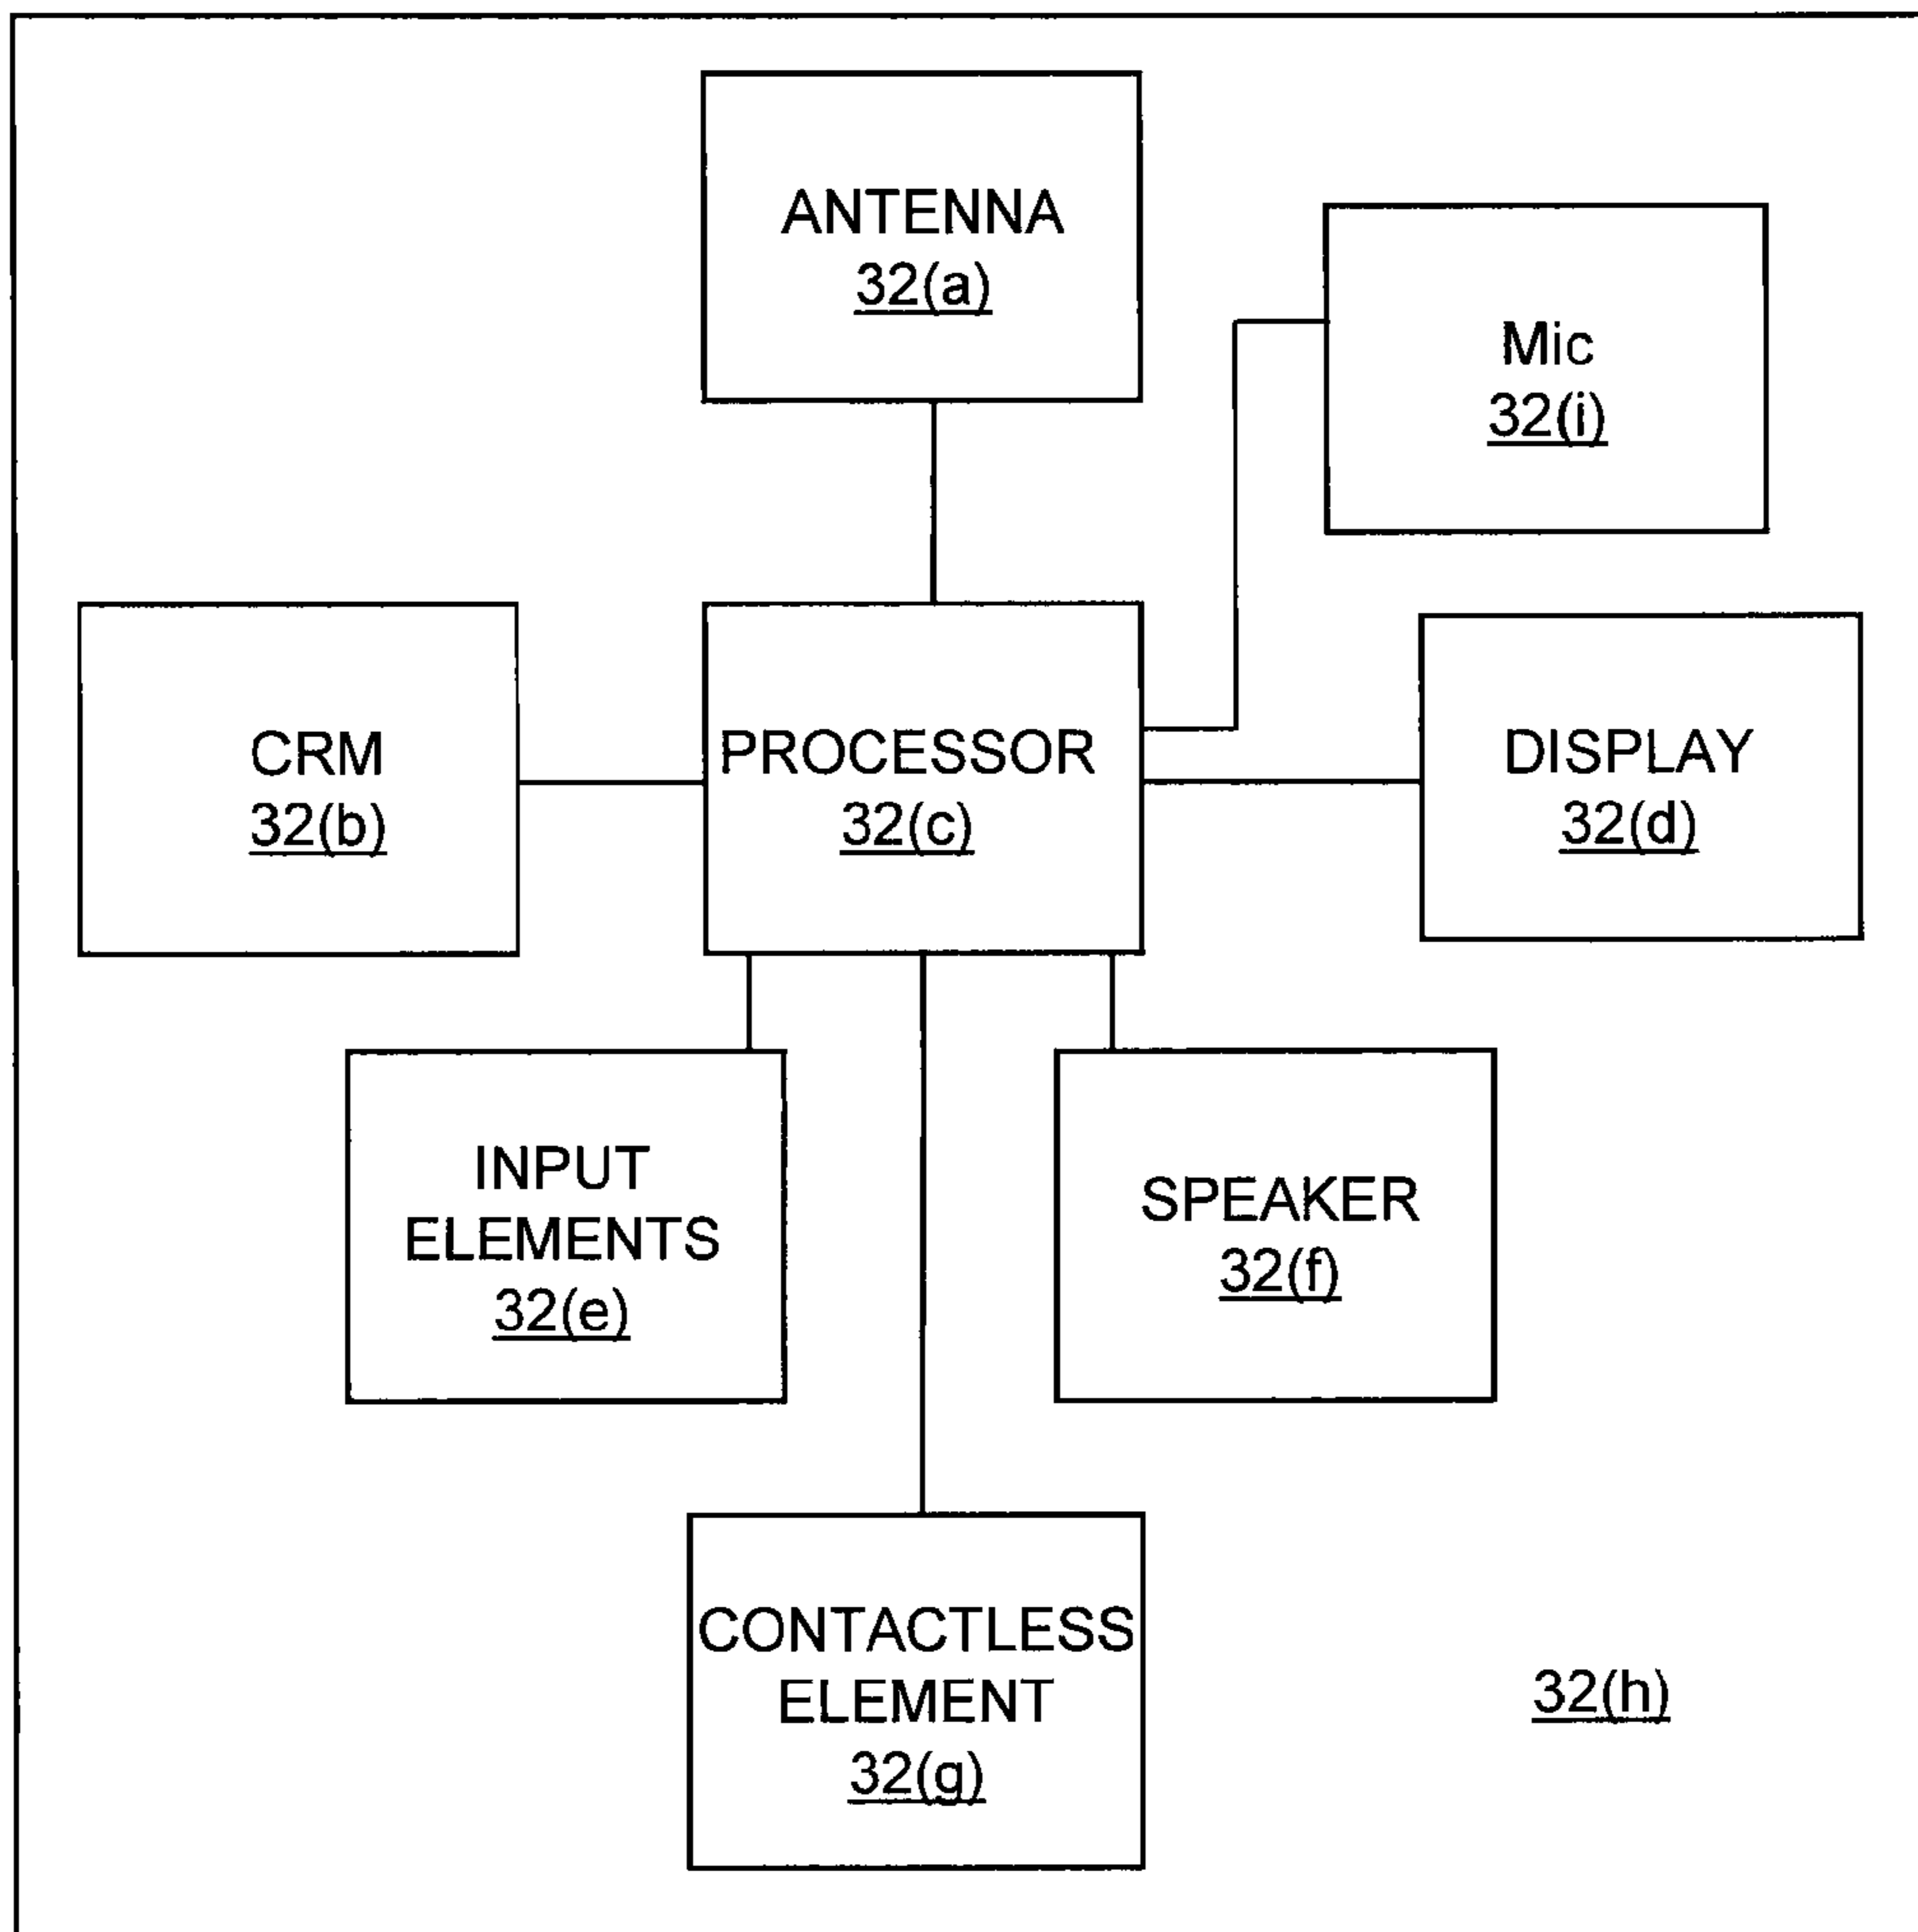 ANTENNA
32(a)
Mic
32(i)
CRM
32(b)
PROCESSOR
32(c)
DISPLAY
32(d)
INPUT
ELEMENTS
32(e)
SPEAKER
32(f)
CONTACTLESS
ELEMENT
32(g)
32(h)